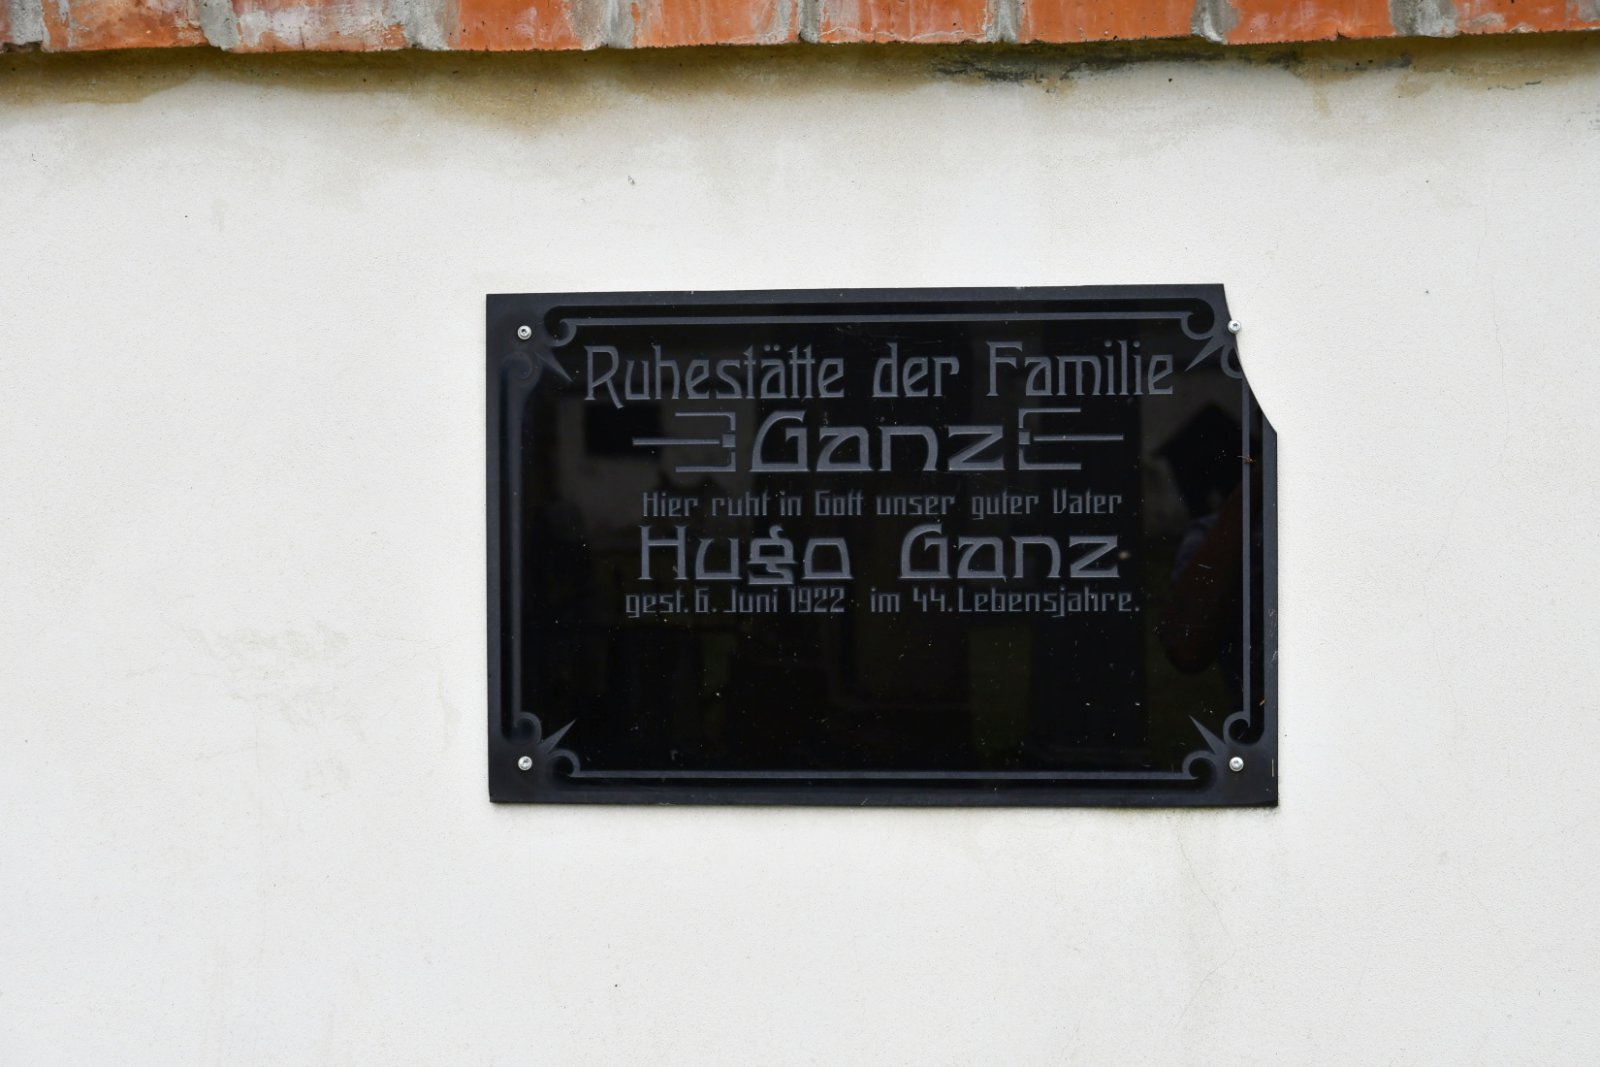 Ruhestätte der Familie
Ganz
Hier ruht in Gott unser guter Vater
Hugo Ganz
gest. 6. Juni 1922 im 44. Lebensjahre.